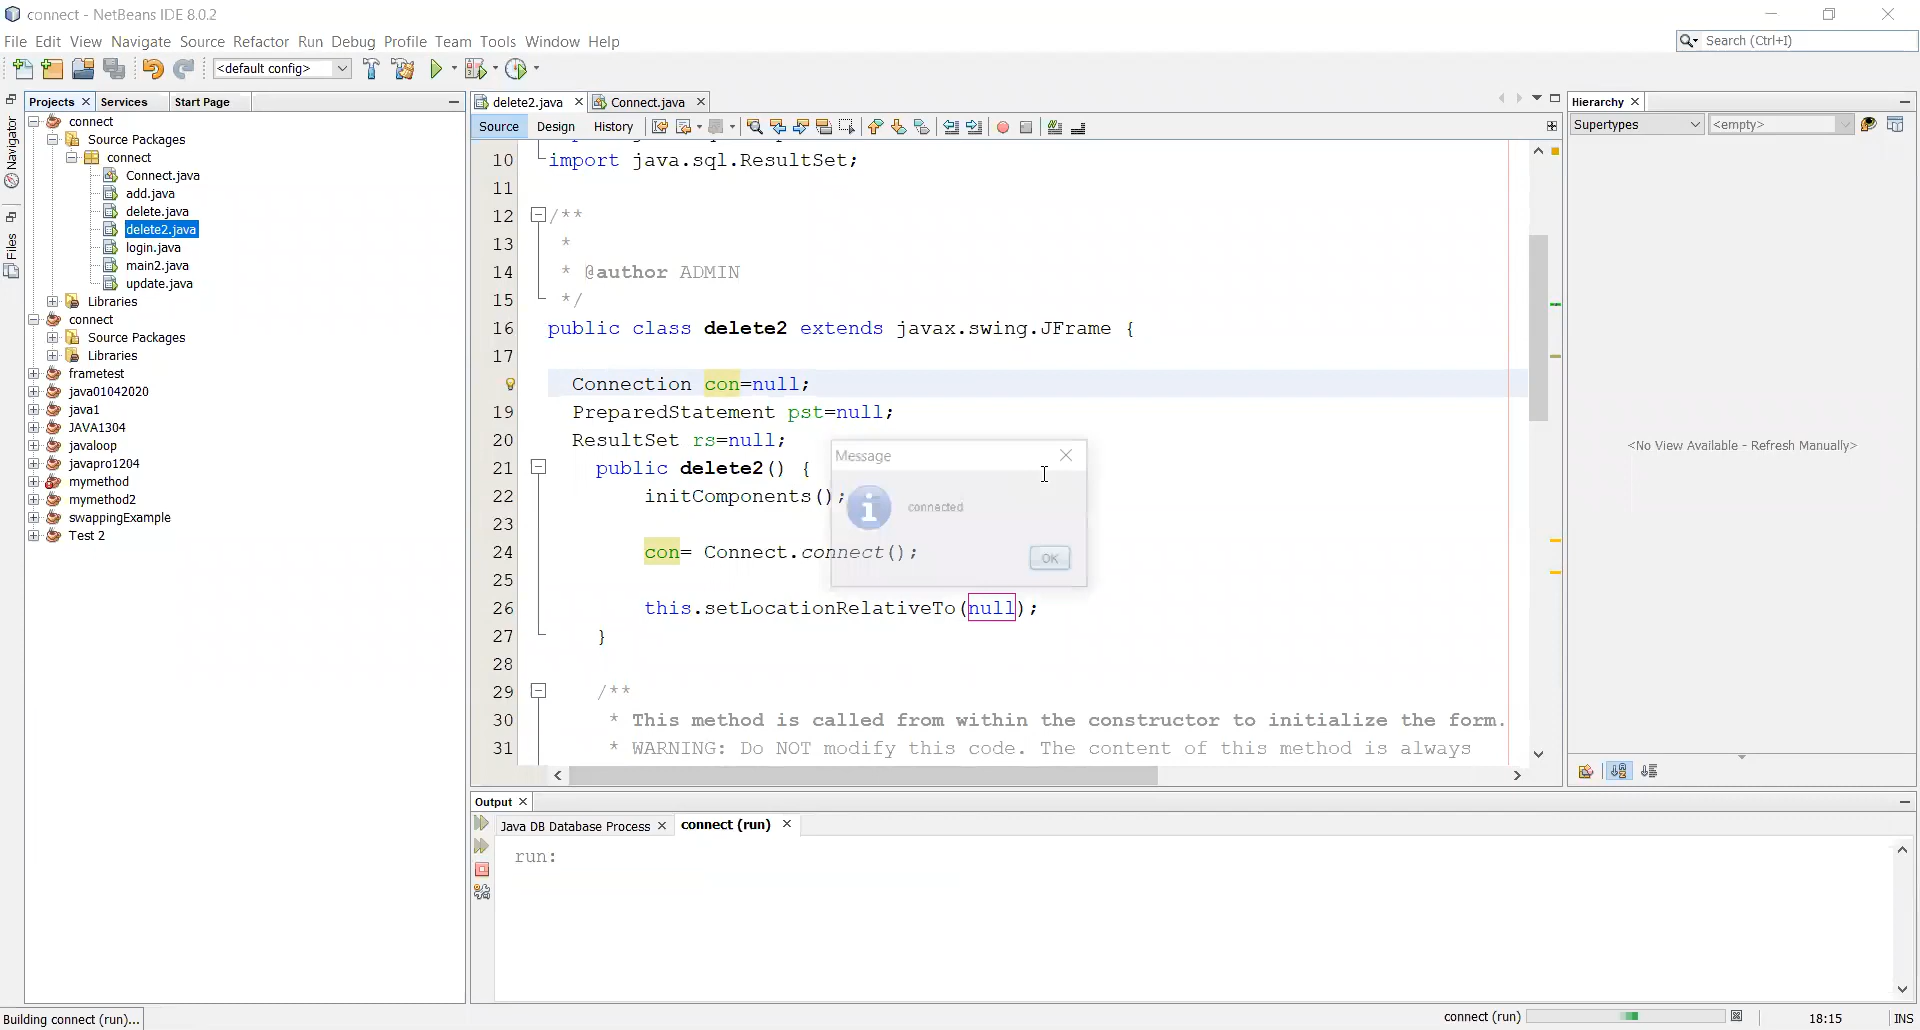 connect - NetBeans IDE 8.0.2
File Edit View Navigate Source Refactor Run Debug Profile Team Tools Window Help
Search (Ctrl+I)
<default config>
Projects
Services
Start Page
Navigator
Files
connect
Source Packages
connect
Connect.java
add.java
delete.java
delete2.java
login.java
main2.java
update.java
Libraries
connect
Source Packages
Libraries
frametest
java01042020
java1
JAVA1304
javaloop
javapro1204
mymethod
mymethod2
swappingExample
Test 2
delete2.java
Connect.java
Source Design History
10 import java.sql.ResultSet;
11
12 /**
13 *
14 * @author ADMIN
15 */
16 public class delete2 extends javax.swing.JFrame {
17
Connection con=null;
19 PreparedStatement pst=null;
20 ResultSet rs=null;
21 public delete2() {
22 initComponents();
23
24 con= Connect.connect();
25
26 this.setLocationRelativeTo(null);
27 }
28
29 /**
30 * This method is called from within the constructor to initialize the form.
31 * WARNING: Do NOT modify this code. The content of this method is always
Message
connected
OK
Hierarchy
Supertypes
<empty>
<No View Available - Refresh Manually>
Output
Java DB Database Process
connect (run)
run:
Building connect (run)...
connect (run)
18:15
INS